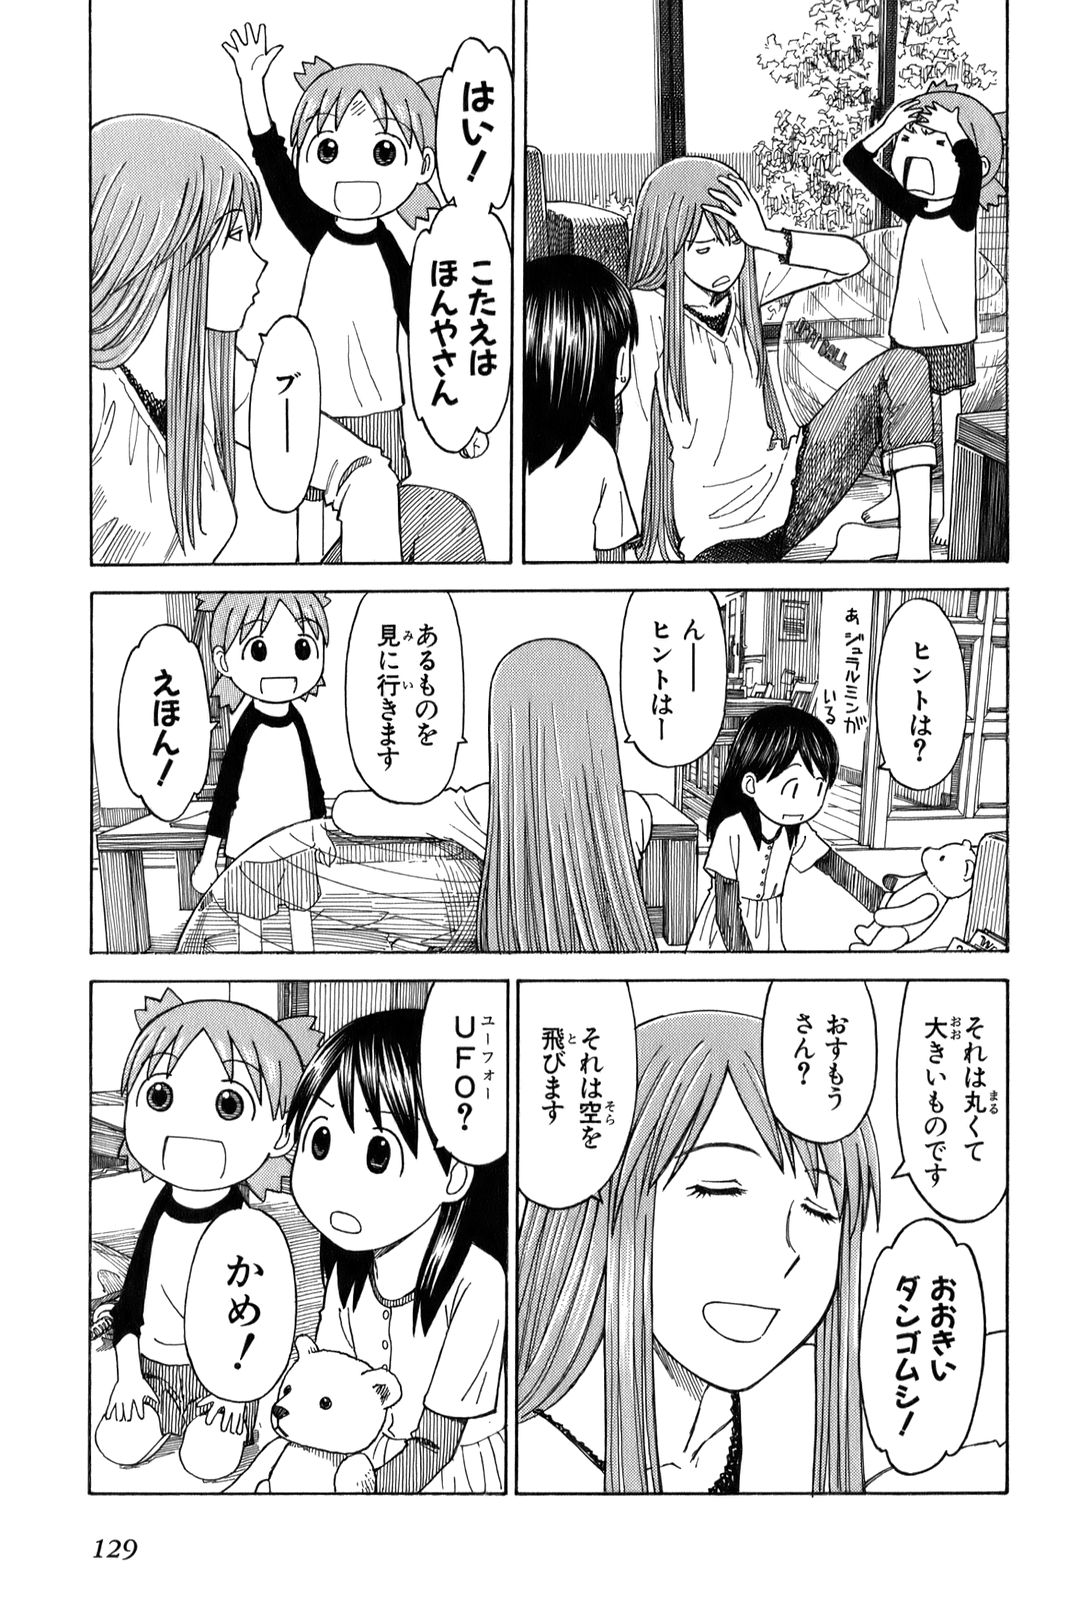 はい!
こたえは
ほんやさん
ブー
ヒントは?
あ ジュラルミンが
いる
んー
ヒントはー
あるものを
見に行きます
えほん!
それは丸くて
大きいものです
おすもう
さん?
おおきい
ダンゴムシ!
それは空を
飛びます
UFO?
かめ!
129